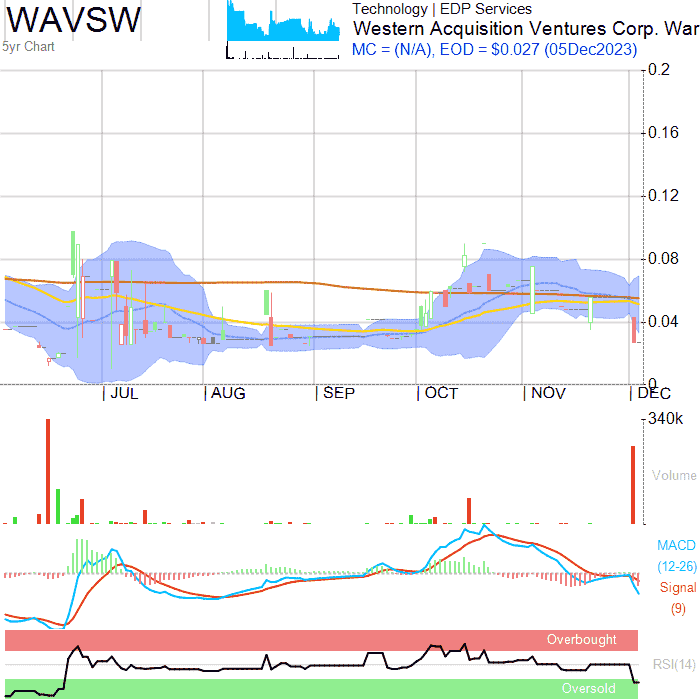 WAVSW
5yr Chart
Technology | EDP Services
Western Acquisition Ventures Corp. War
MC = (N/A), EOD = $0.027 (05Dec2023)
0.2
0.16
0.12
0.08
0.04
0
JUL AUG SEP OCT NOV DEC
340k
Volume
MACD
(12-26)
Signal
(9)
Overbought
RSI(14)
Oversold